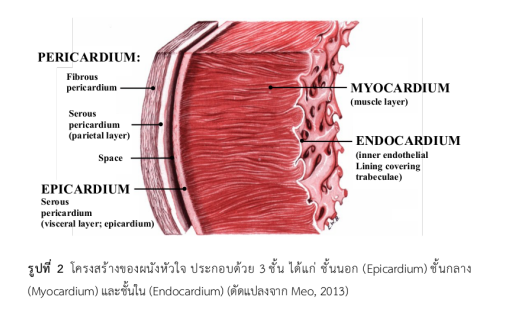 PERICARDIUM:
Fibrous
pericardium
Serous
pericardium
(parietal layer)
Space
EPICARDIUM
Serous
pericardium
(visceral layer; epicardium)
MYOCARDIUM
(muscle layer)
ENDOCARDIUM
(inner endothelial
Lining covering
trabeculae)
รูปที่ 2 โครงสร้างของผนังหัวใจ ประกอบด้วย 3 ชั้น ได้แก่ ชั้นนอก (Epicardium) ชั้นกลาง
(Myocardium) และชั้นใน (Endocardium) (ดัดแปลงจาก Meo, 2013)